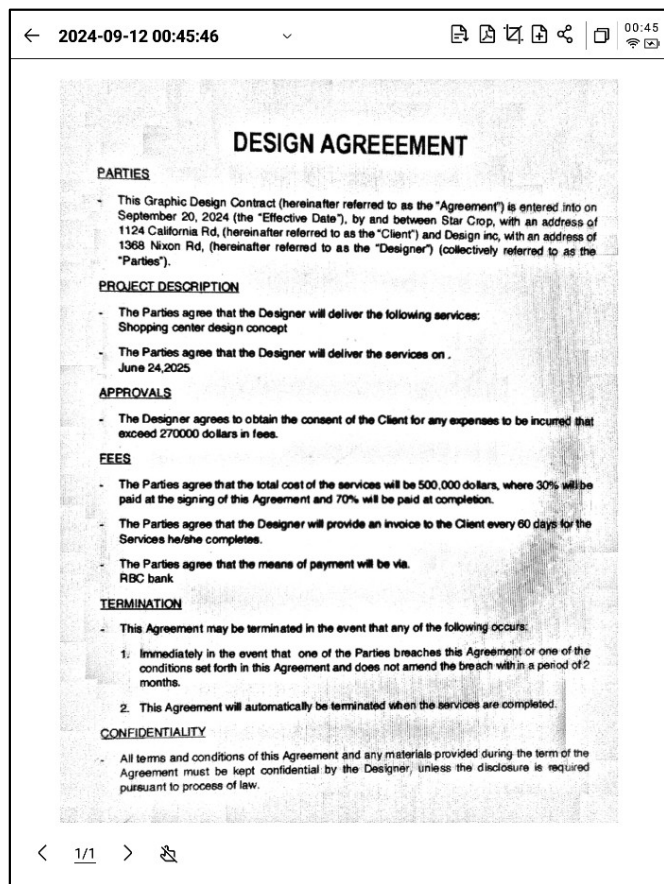 2024-09-12 00:45:46
00:45
DESIGN AGREEEMENT
PARTIES
- This Graphic Design Contract (hereinafter referred to as the “Agreement”) is entered into on
September 20, 2024 (the “Effective Date”), by and between Star Crop, with an address of
1124 California Rd, (hereinafter referred to as the “Client”) and Design inc, with an address of
1368 Nixon Rd, (hereinafter referred to as the “Designer”) (collectively referred to as the
“Parties”).
PROJECT DESCRIPTION
- The Parties agree that the Designer will deliver the following services:
Shopping center design concept
- The Parties agree that the Designer will deliver the services on .
June 24,2025
APPROVALS
- The Designer agrees to obtain the consent of the Client for any expenses to be incurred that
exceed 270000 dollars in fees.
FEES
- The Parties agree that the total cost of the services will be 500,000 dollars, where 30% will be
paid at the signing of this Agreement and 70% will be paid at completion.
- The Parties agree that the Designer will provide an invoice to the Client every 60 days for the
Services he/she completes.
- The Parties agree that the means of payment will be via.
RBC bank
TERMINATION
- This Agreement may be terminated in the event that any of the following occurs:
1. Immediately in the event that one of the Parties breaches this Agreement or one of the
conditions set forth in this Agreement and does not amend the breach within a period of 2
months.
2. This Agreement will automatically be terminated when the services are completed.
CONFIDENTIALITY
- All terms and conditions of this Agreement and any materials provided during the term of the
Agreement must be kept confidential by the Designer, unless the disclosure is required
pursuant to process of law.
1/1